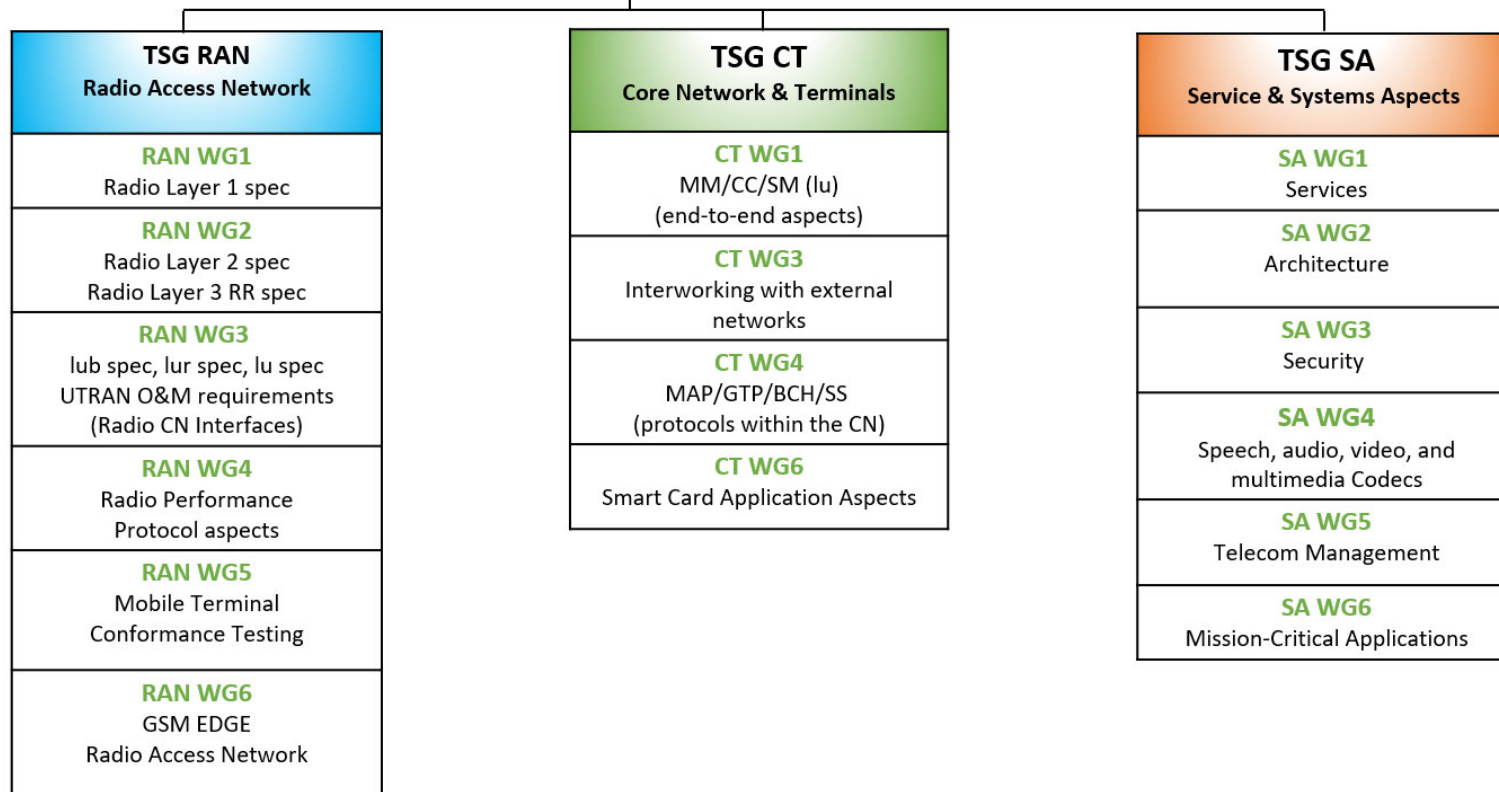 TSG RAN
Radio Access Network
RAN WG1
Radio Layer 1 spec
RAN WG2
Radio Layer 2 spec
Radio Layer 3 RR spec
RAN WG3
lub spec, lur spec, lu spec
UTRAN O&M requirements
(Radio CN Interfaces)
RAN WG4
Radio Performance
Protocol aspects
RAN WG5
Mobile Terminal
Conformance Testing
RAN WG6
GSM EDGE
Radio Access Network
TSG CT
Core Network & Terminals
CT WG1
MM/CC/SM (lu)
(end-to-end aspects)
CT WG3
Interworking with external
networks
CT WG4
MAP/GTP/BCH/SS
(protocols within the CN)
CT WG6
Smart Card Application Aspects
TSG SA
Service & Systems Aspects
SA WG1
Services
SA WG2
Architecture
SA WG3
Security
SA WG4
Speech, audio, video, and
multimedia Codecs
SA WG5
Telecom Management
SA WG6
Mission-Critical Applications